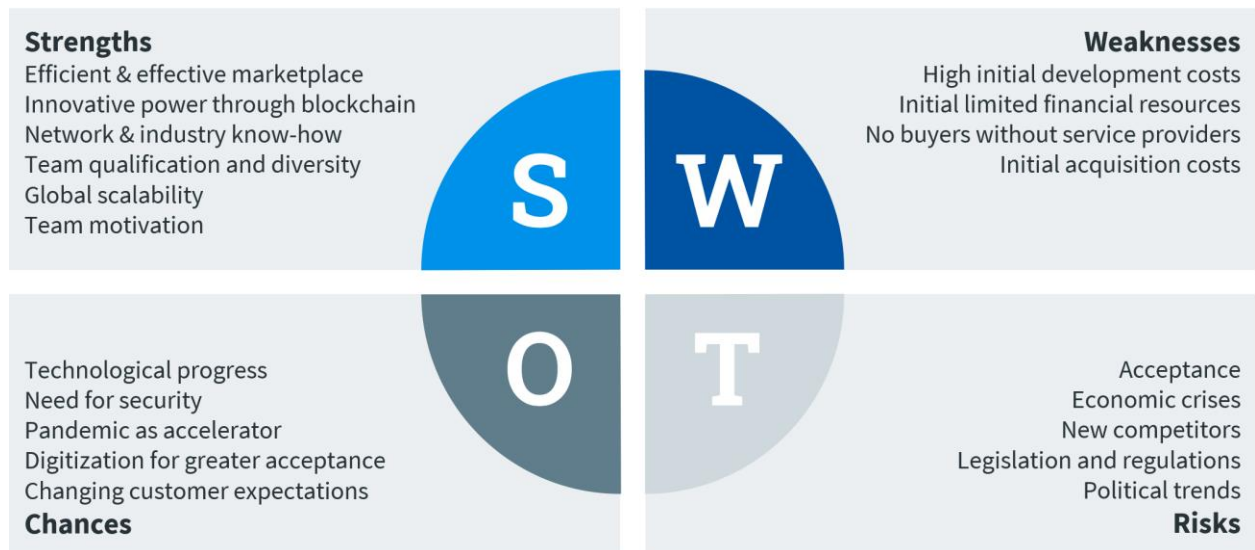 Strengths
Efficient & effective marketplace
Innovative power through blockchain
Network & industry know-how
Team qualification and diversity
Global scalability
Team motivation
S
W
Weaknesses
High initial development costs
Initial limited financial resources
No buyers without service providers
Initial acquisition costs
Technological progress
Need for security
Pandemic as accelerator
Digitization for greater acceptance
Changing customer expectations
Chances
O
T
Acceptance
Economic crises
New competitors
Legislation and regulations
Political trends
Risks